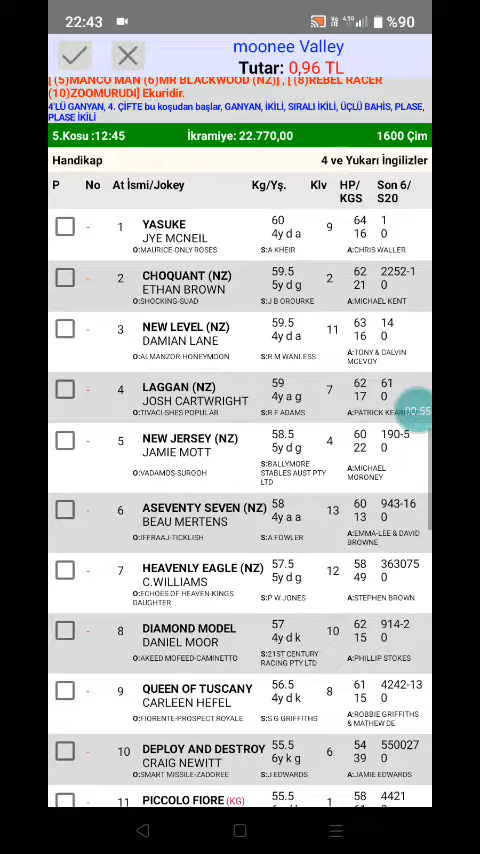 22:43 %90
moonee Valley
Tutar: 0,96 TL
[ (5)MANCO MAN (6)MR BLACKWOOD (NZ)] , [ (8)REBEL RACER
(10)ZOOMURUDI] Ekuridir.
4'LÜ GANYAN, 4. ÇİFTE bu koşudan başlar, GANYAN, İKİLİ, SIRALI İKİLİ, ÜÇLÜ BAHİS, PLASE,
PLASE İKİLİ
5.Kosu :12:45 İkramiye: 22.770,00 1600 Çim
Handikap 4 ve Yukarı İngilizler
P No At İsmi/Jokey Kg/Yş. Klv HP/ KGS Son 6/ S20
- 1 YASUKE 60 9 64 1
JYE MCNEIL 4y d a 16 0
O:MAURICE-ONLY ROSES S:A KHEIR A:CHRIS WALLER
- 2 CHOQUANT (NZ) 59.5 2 62 2252-1
ETHAN BROWN 5y d g 21 0
O:SHOCKING-SUAD S:J B OROURKE A:MICHAEL KENT
- 3 NEW LEVEL (NZ) 59.5 11 63 14
DAMIAN LANE 4y d a 16 0
O:ALMANZOR-HONEYMOON S:R M WANLESS A:TONY & CALVIN MCEVOY
- 4 LAGGAN (NZ) 59 7 62 61
JOSH CARTWRIGHT 4y a g 17 0
O:TIVACI-SHES POPULAR S:R F ADAMS A:PATRICK
00:55
- 5 NEW JERSEY (NZ) 58.5 4 60 190-5
JAMIE MOTT 5y d g 22 0
O:VADAMOS-SUROOH S:BALLYMORE STABLES AUST PTY LTD A:MICHAEL MORONEY
- 6 ASEVENTY SEVEN (NZ) 58 13 60 943-16
BEAU MERTENS 4y a a 13 0
O:IFFRAAJ-TICKLISH S:A FOWLER A:EMMA-LEE & DAVID BROWNE
- 7 HEAVENLY EAGLE (NZ) 57.5 12 58 363075
C.WILLIAMS 5y d g 49 0
O:ECHOES OF HEAVEN-KINGS DAUGHTER S:P W JONES A:STEPHEN BROWN
- 8 DIAMOND MODEL 57 10 62 914-2
DANIEL MOOR 4y d k 15 0
O:AKEED MOFEED-CAMINETTO S:21ST CENTURY RACING PTY LTD A:PHILLIP STOKES
- 9 QUEEN OF TUSCANY 56.5 8 61 4242-13
CARLEEN HEFEL 4y d k 15 0
O:FIORENTE-PROSPECT ROYALE S:S G GRIFFITHS A:ROBBIE GRIFFITHS & MATHEW DE
- 10 DEPLOY AND DESTROY 55.5 6 54 550027
CRAIG NEWITT 6y k g 39 0
O:SMART MISSILE-ZADOREE S:J EDWARDS A:JAMIE EDWARDS
11 PICCOLO FIORE (KG) 55.5 1 58 4421